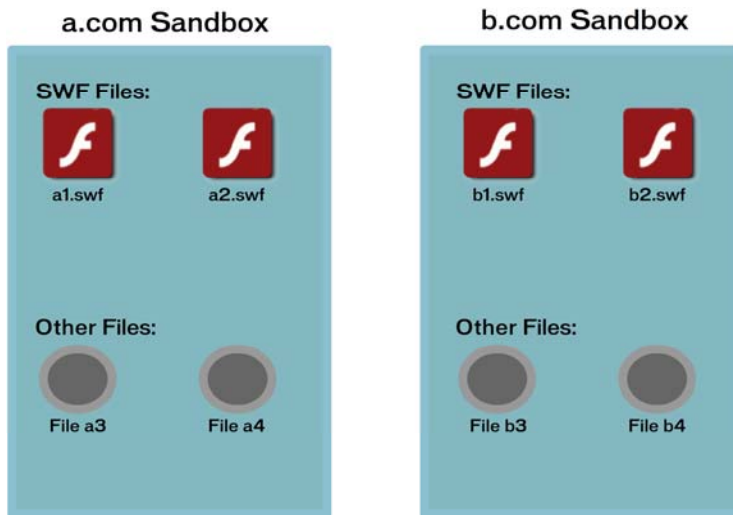 a.com Sandbox
SWF Files:
a1.swf
a2.swf
Other Files:
File a3
File a4
b.com Sandbox
SWF Files:
b1.swf
b2.swf
Other Files:
File b3
File b4